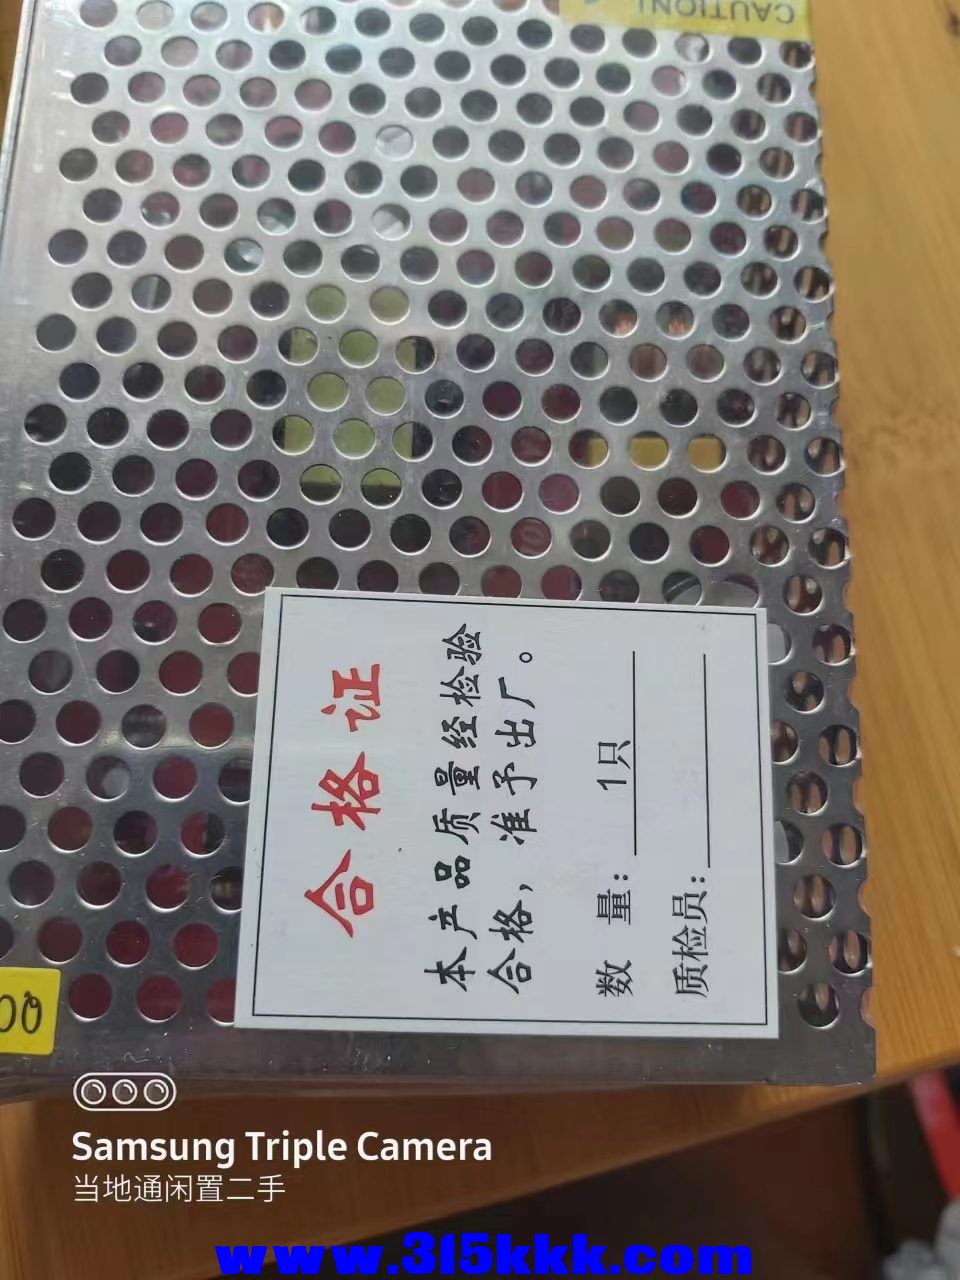 CAUTION!
合格证
本产品质量经检验
合格，准予出厂。
数 量：1只
质检员：
00
Samsung Triple Camera
当地通闲置二手
www.315kkk.com